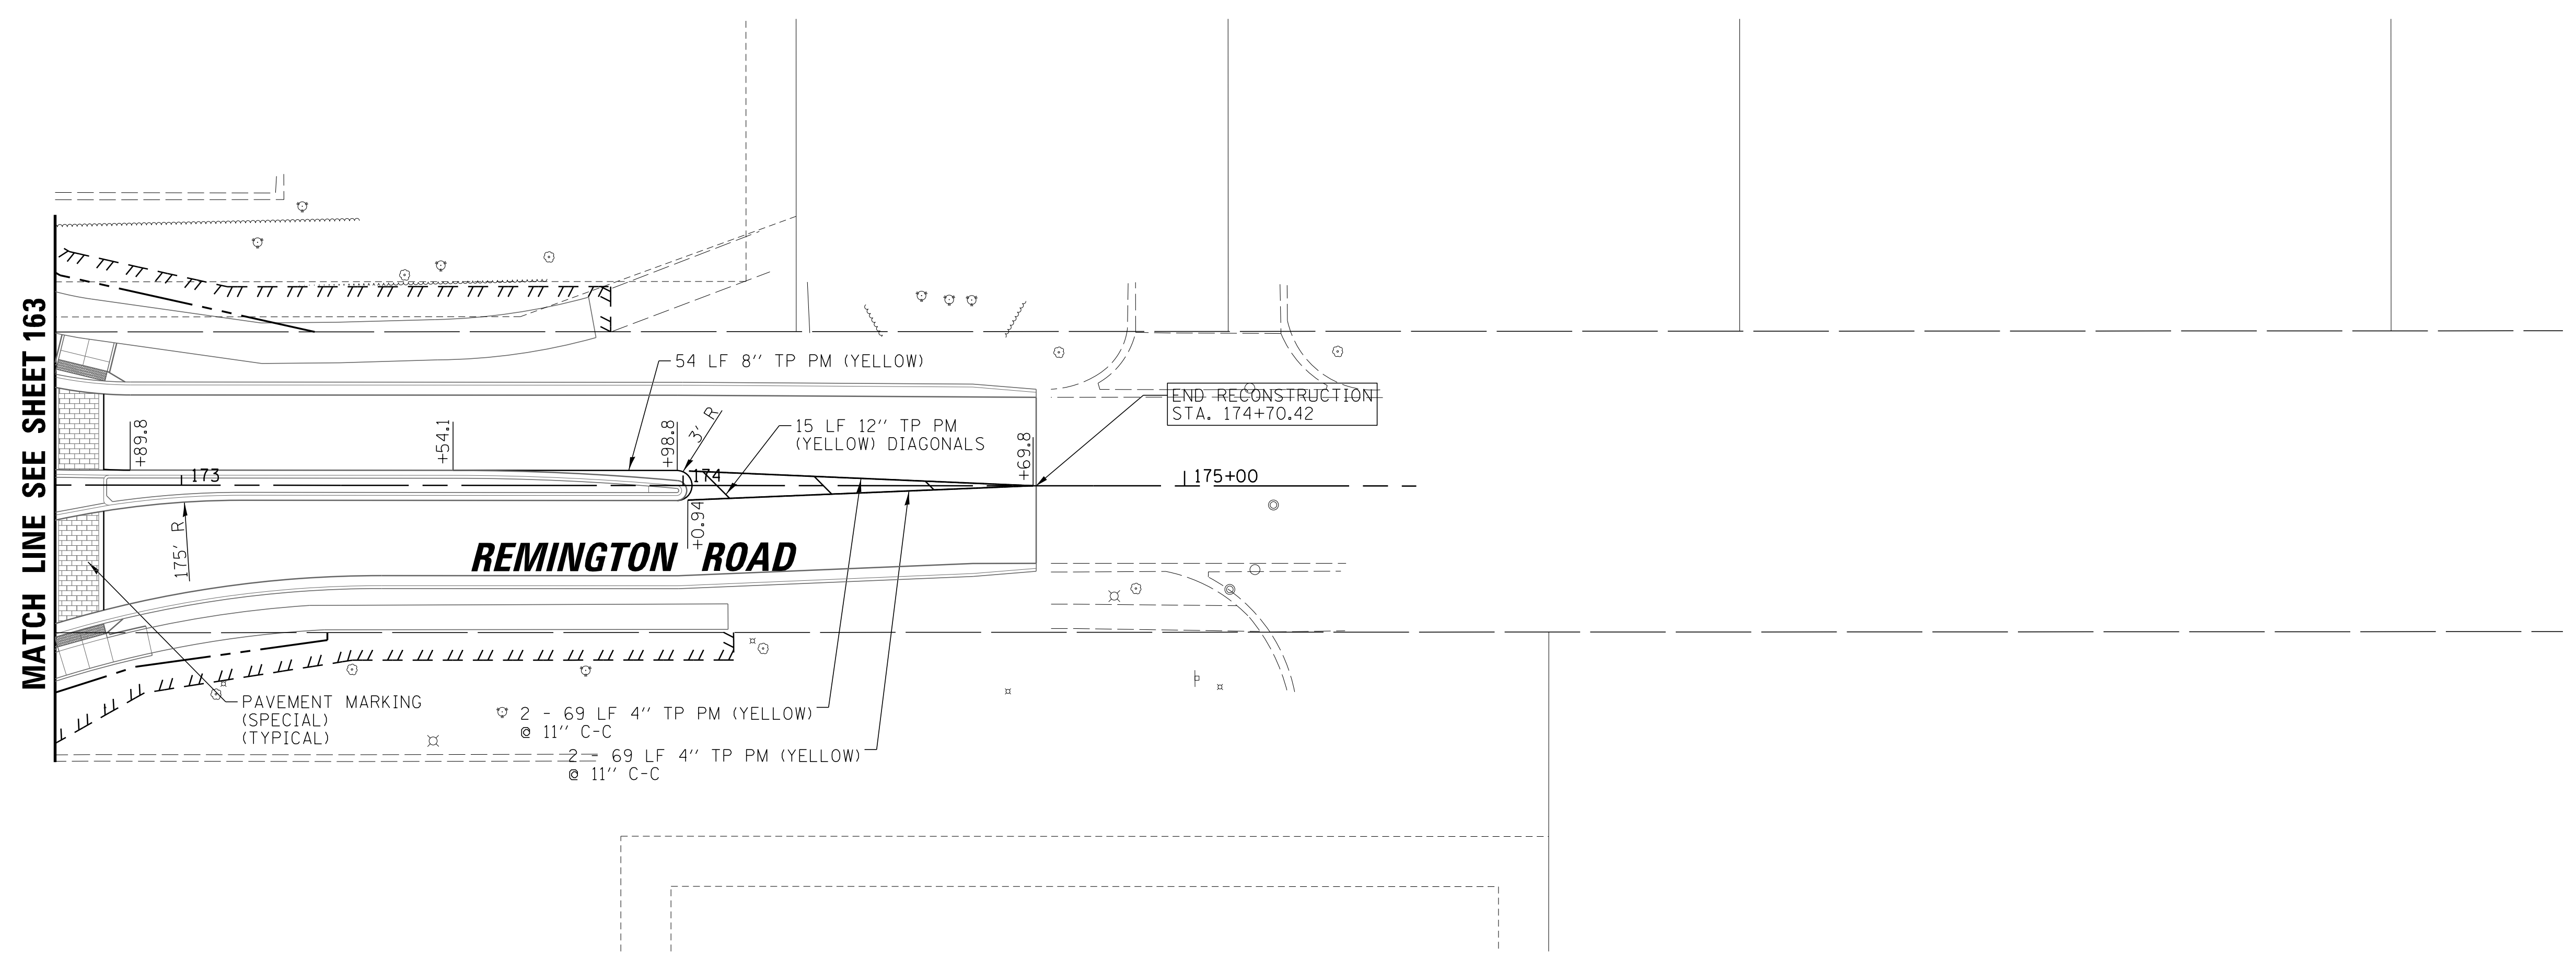 MATCH LINE SEE SHEET 163
54 LF 8'' TP PM (YELLOW)
3' R
15 LF 12'' TP PM
(YELLOW) DIAGONALS
END RECONSTRUCTION
STA. 174+70.42
+89.8
+54.1
+98.8
+69.8
173
174
175+00
+0.94
175' R
REMINGTON ROAD
PAVEMENT MARKING
(SPECIAL)
(TYPICAL)
2 - 69 LF 4'' TP PM (YELLOW)
@ 11'' C-C
2 - 69 LF 4'' TP PM (YELLOW)
@ 11'' C-C